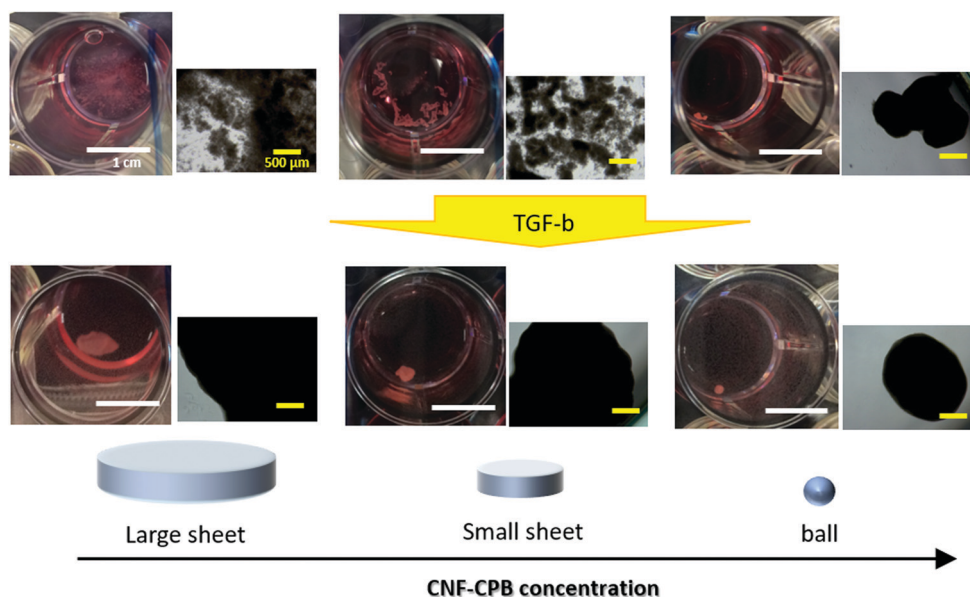 1 cm
500 µm
TGF-b
Large sheet
Small sheet
ball
CNF-CPB concentration